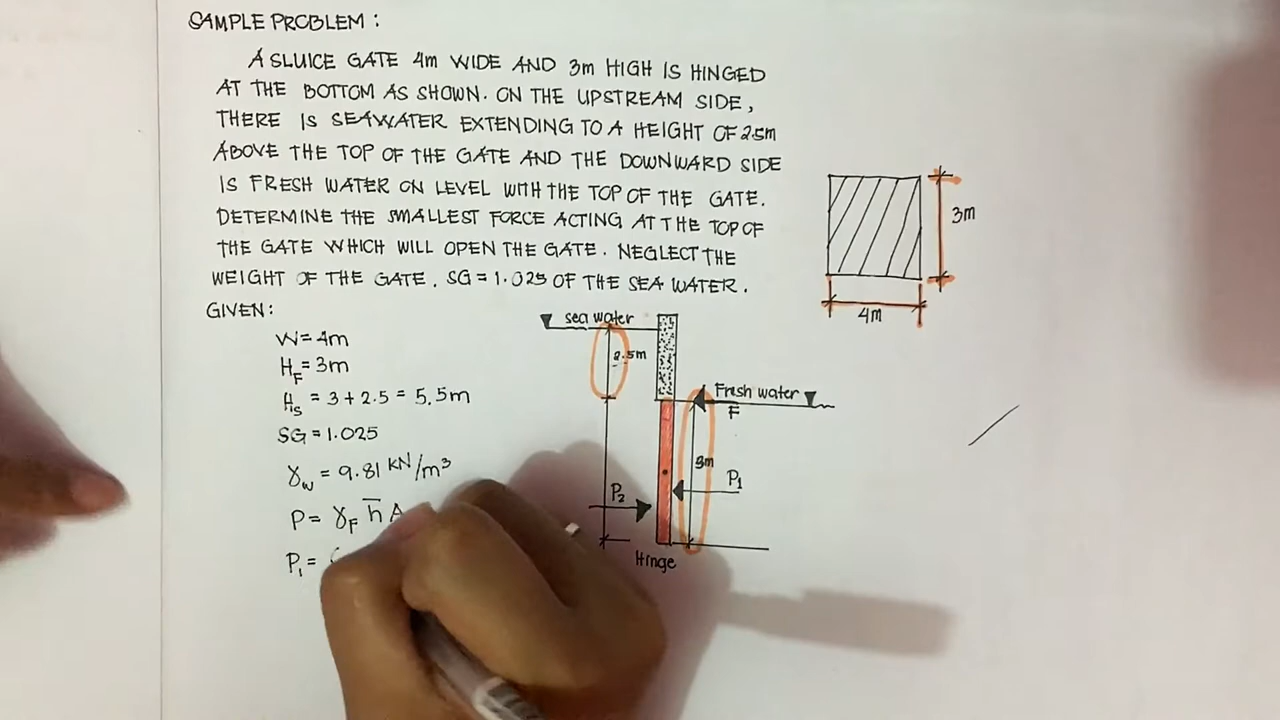 SAMPLE PROBLEM:
A SLUICE GATE 4m WIDE AND 3m HIGH IS HINGED
AT THE BOTTOM AS SHOWN. ON THE UPSTREAM SIDE,
THERE IS SEAWATER EXTENDING TO A HEIGHT OF 2.5m
ABOVE THE TOP OF THE GATE AND THE DOWNWARD SIDE
IS FRESH WATER ON LEVEL WITH THE TOP OF THE GATE.
DETERMINE THE SMALLEST FORCE ACTING AT THE TOP OF
THE GATE WHICH WILL OPEN THE GATE. NEGLECT THE
WEIGHT OF THE GATE. SG = 1.025 OF THE SEA WATER.
GIVEN:
W = 4m
H_F = 3m
H_S = 3 + 2.5 = 5.5m
SG = 1.025
γ_w = 9.81 kN/m³
P = γ_F h̄ A
P₁ =
3m
4m
sea water
2.5m
Fresh water
F
3m
P₁
P₂
Hinge